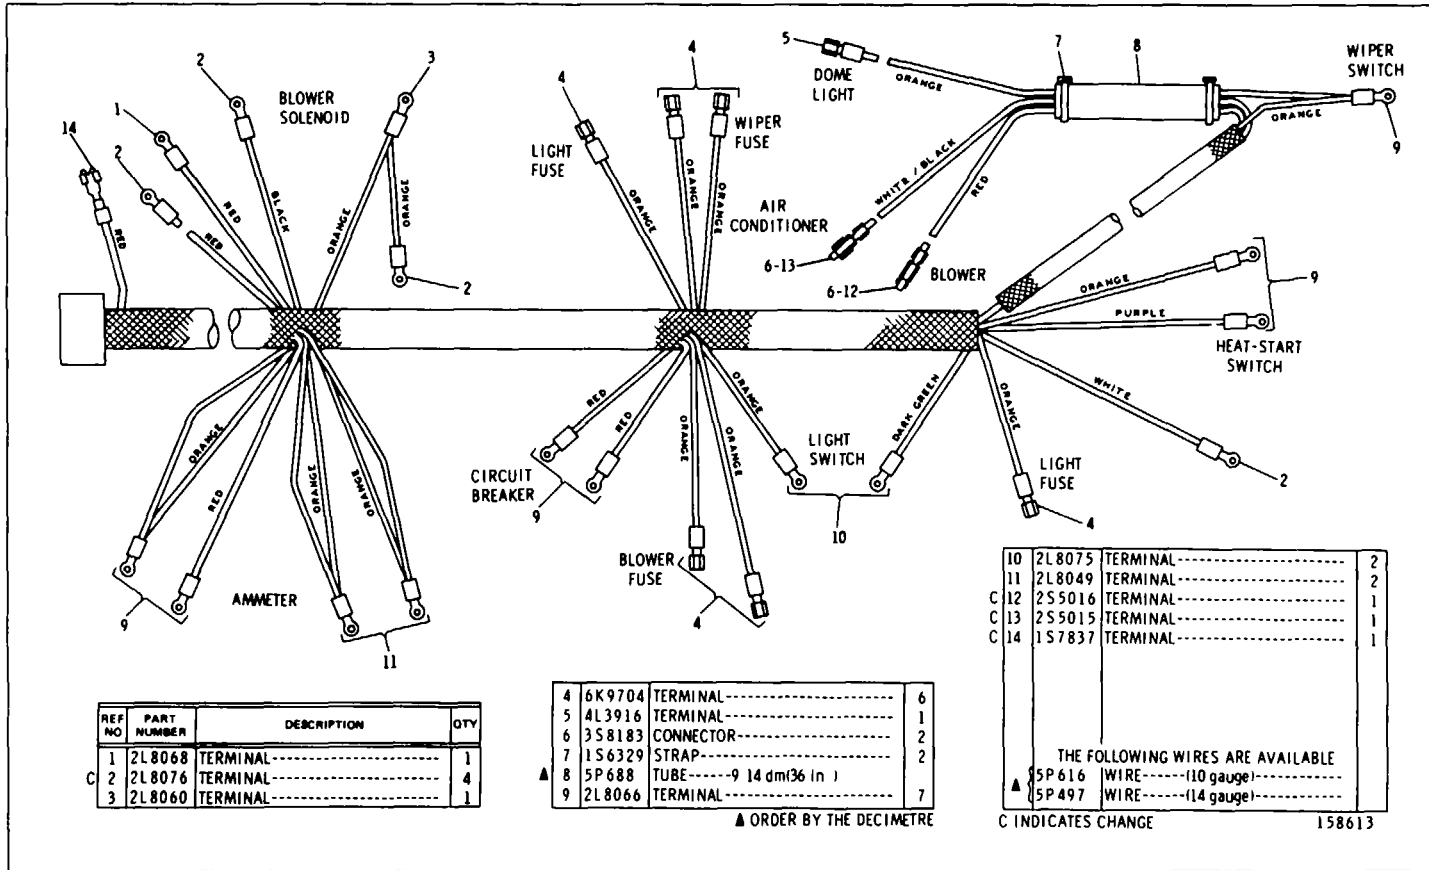 5
DOME
LIGHT
ORANGE
7
8
WIPER
SWITCH
ORANGE
9
WHITE / BLACK
RED
AIR
CONDITIONER
6-13
6-12
BLOWER
14
RED
1
RED
2
RED
2
BLOWER
SOLENOID
BLACK
3
ORANGE
ORANGE
2
4
LIGHT
FUSE
ORANGE
4
WIPER
FUSE
ORANGE
ORANGE
ORANGE
PURPLE
9
HEAT-START
SWITCH
WHITE
2
ORANGE
LIGHT
FUSE
4
DARK GREEN
LIGHT
SWITCH
10
ORANGE
RED
RED
CIRCUIT
BREAKER
9
ORANGE
ORANGE
BLOWER
FUSE
4
ORANGE
RED
AMMETER
9
ORANGE
ORANGE
11
REF NO PART NUMBER DESCRIPTION QTY
1 2L8068 TERMINAL 1
C 2 2L8076 TERMINAL 4
3 2L8060 TERMINAL 1
4 6K9704 TERMINAL 6
5 4L3916 TERMINAL 1
6 3S8183 CONNECTOR 2
7 1S6329 STRAP 2
▲ 8 5P688 TUBE------9 14 dm(36 in )
9 2L8066 TERMINAL 7
▲ ORDER BY THE DECIMETRE
10 2L8075 TERMINAL 2
11 2L8049 TERMINAL 2
C 12 2S5016 TERMINAL 1
C 13 2S5015 TERMINAL 1
C 14 1S7837 TERMINAL 1
THE FOLLOWING WIRES ARE AVAILABLE
▲ 5P616 WIRE------(10 gauge)
5P497 WIRE------(14 gauge)
C INDICATES CHANGE 158613